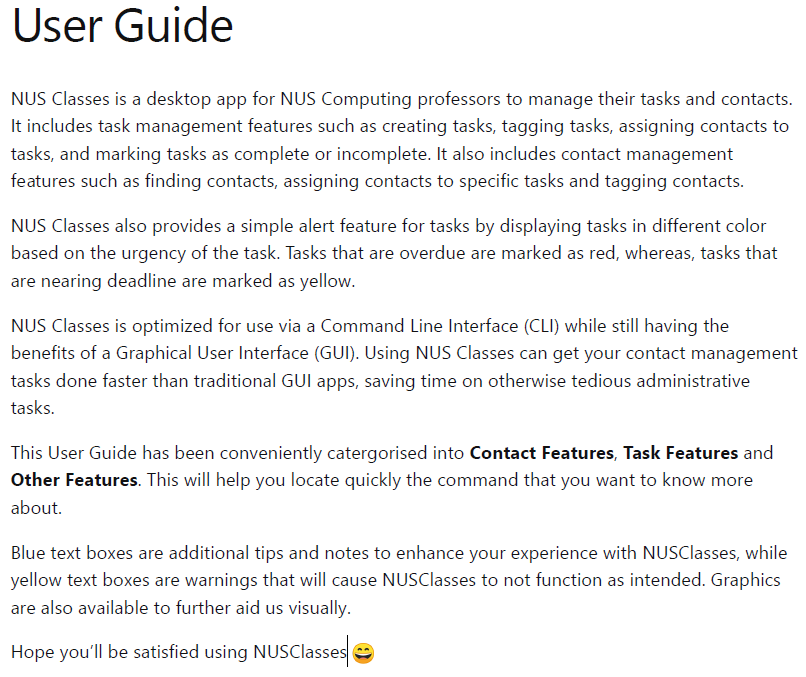 User Guide
NUS Classes is a desktop app for NUS Computing professors to manage their tasks and contacts.
It includes task management features such as creating tasks, tagging tasks, assigning contacts to
tasks, and marking tasks as complete or incomplete. It also includes contact management
features such as finding contacts, assigning contacts to specific tasks and tagging contacts.
NUS Classes also provides a simple alert feature for tasks by displaying tasks in different color
based on the urgency of the task. Tasks that are overdue are marked as red, whereas, tasks that
are nearing deadline are marked as yellow.
NUS Classes is optimized for use via a Command Line Interface (CLI) while still having the
benefits of a Graphical User Interface (GUI). Using NUS Classes can get your contact management
tasks done faster than traditional GUI apps, saving time on otherwise tedious administrative
tasks.
This User Guide has been conveniently catergorised into Contact Features, Task Features and
Other Features. This will help you locate quickly the command that you want to know more
about.
Blue text boxes are additional tips and notes to enhance your experience with NUSClasses, while
yellow text boxes are warnings that will cause NUSClasses to not function as intended. Graphics
are also available to further aid us visually.
Hope you’ll be satisfied using NUSClasses 😄